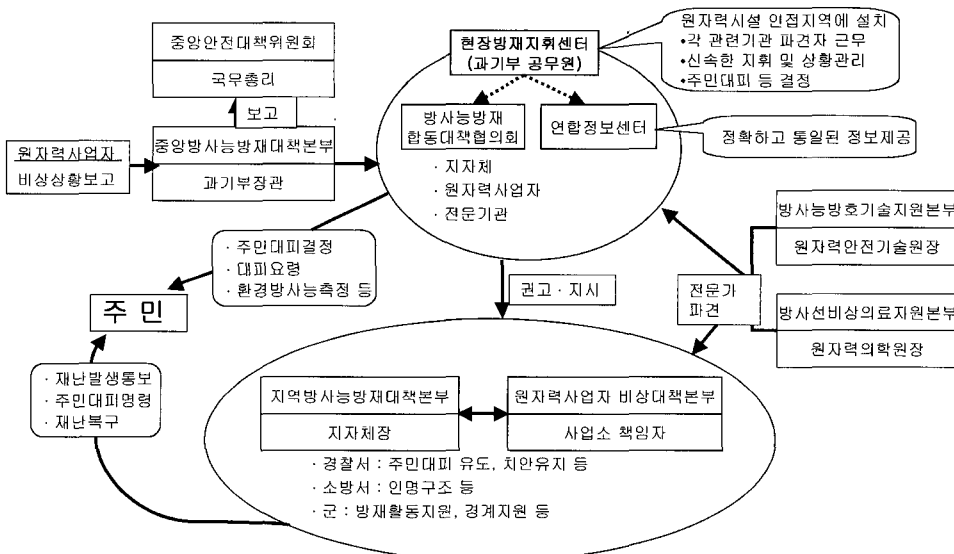 중앙안전대책위원회
국무총리
보고
원자력사업자
비상상황보고
중앙방사능방재대책본부
과기부장관
현장방재지휘센터
(과기부 공무원)
원자력시설 인접지역에 설치
•각 관련기관 파견자 근무
•신속한 지휘 및 상황관리
•주민대피 등 결정
방사능방재
합동대책협의회
연합정보센터
정확하고 통일된 정보제공
· 지자체
· 원자력사업자
· 전문기관
· 주민대피결정
· 대피요령
· 환경방사능측정 등
주 민
권고 · 지시
전문가
파견
방사능방호기술지원본부
원자력안전기술원장
방사선비상의료지원본부
원자력의학원장
· 재난발생통보
· 주민대피명령
· 재난복구
지역방사능방재대책본부
지자체장
원자력사업자 비상대책본부
사업소 책임자
· 경찰서 : 주민대피 유도, 치안유지 등
· 소방서 : 인명구조 등
· 군 : 방재활동지원, 경계지원 등